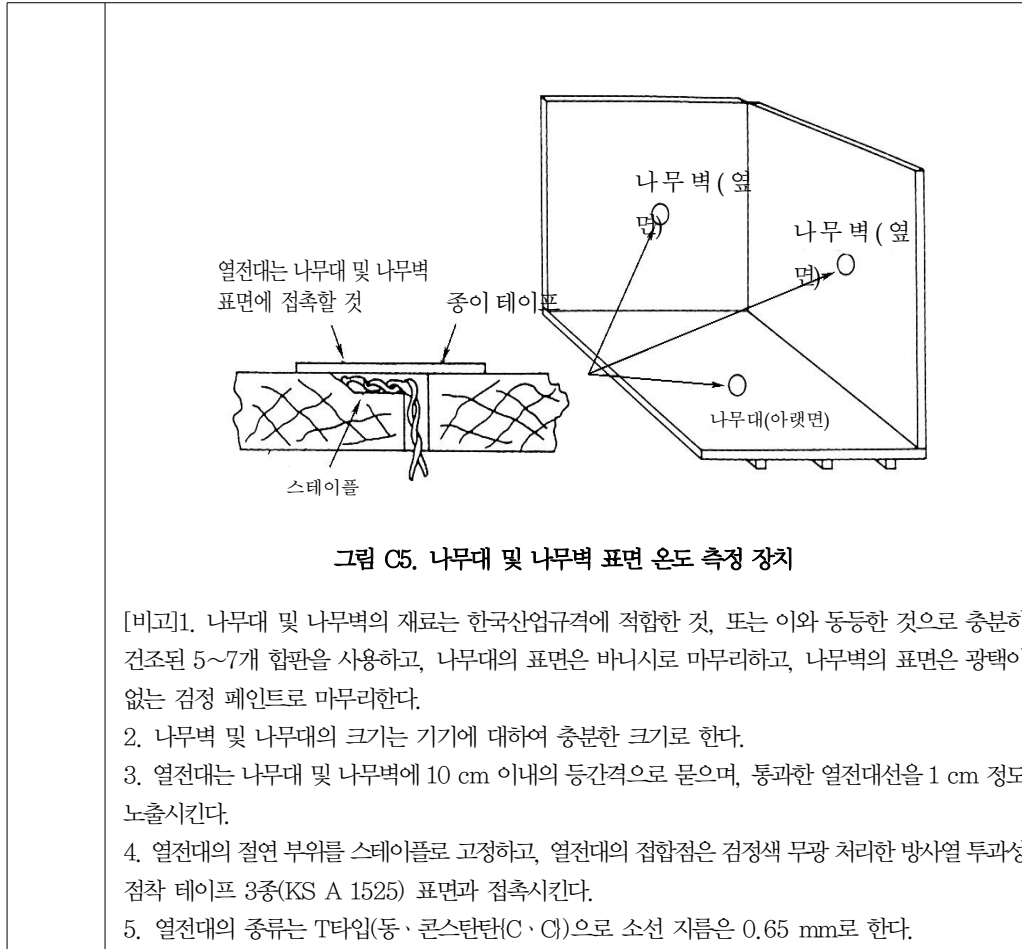 나무벽(옆
면)
나무벽(옆
면)
열전대는 나무대 및 나무벽
표면에 접촉할 것
종이 테이프
나무대(아랫면)
스테이플
그림 C5. 나무대 및 나무벽 표면 온도 측정 장치
[비고]1. 나무대 및 나무벽의 재료는 한국산업규격에 적합한 것, 또는 이와 동등한 것으로 충분히
건조된 5~7개 합판을 사용하고, 나무대의 표면은 바니시로 마무리하고, 나무벽의 표면은 광택이
없는 검정 페인트로 마무리한다.
2. 나무벽 및 나무대의 크기는 기기에 대하여 충분한 크기로 한다.
3. 열전대는 나무대 및 나무벽에 10 cm 이내의 등간격으로 묻으며, 통과한 열전대선을 1 cm 정도
노출시킨다.
4. 열전대의 절연 부위를 스테이플로 고정하고, 열전대의 접합점은 검정색 무광 처리한 방사열 투과성
점착 테이프 3종(KS A 1525) 표면과 접촉시킨다.
5. 열전대의 종류는 T타입(동·콘스탄탄{C·C})으로 소선 지름은 0.65 mm로 한다.